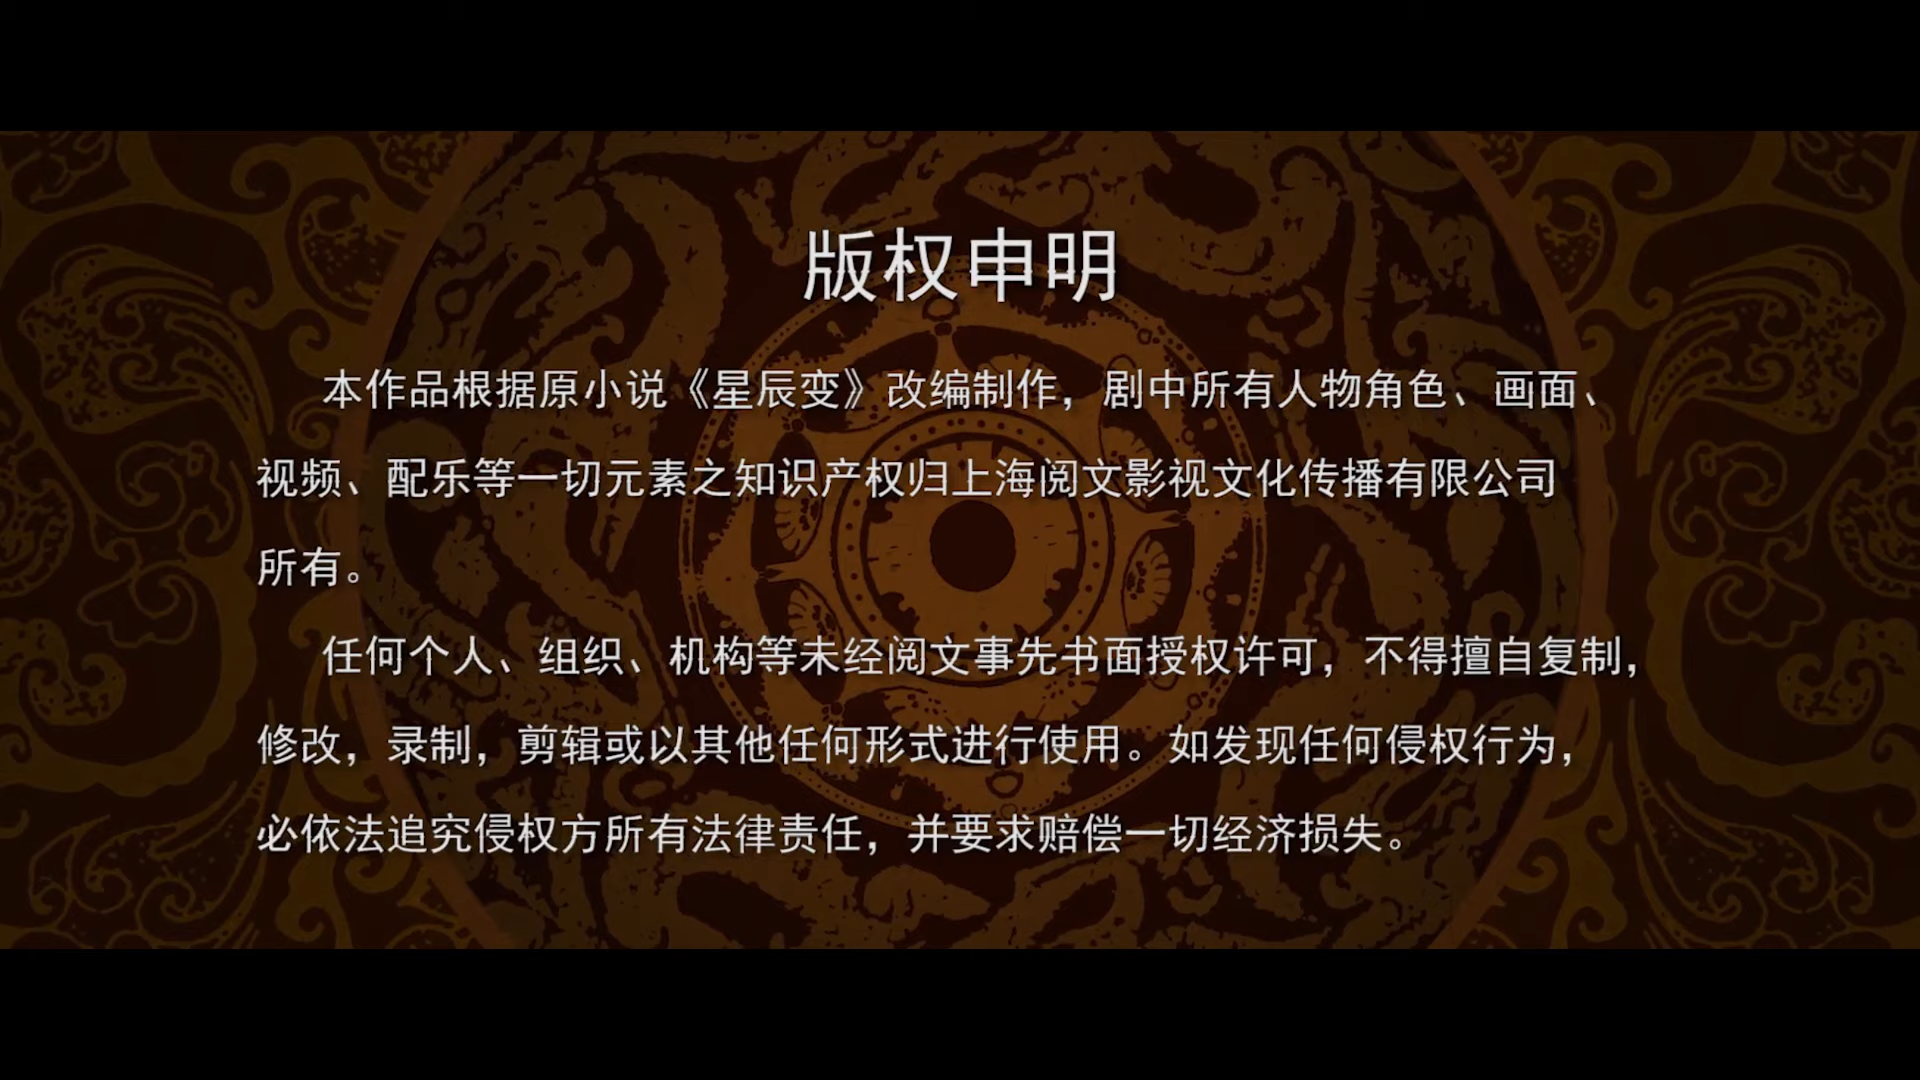 版权申明
本作品根据原小说《星辰变》改编制作，剧中所有人物角色、画面、
视频、配乐等一切元素之知识产权归上海阅文影视文化传播有限公司
所有。
任何个人、组织、机构等未经阅文事先书面授权许可，不得擅自复制，
修改，录制，剪辑或以其他任何形式进行使用。如发现任何侵权行为，
必依法追究侵权方所有法律责任，并要求赔偿一切经济损失。